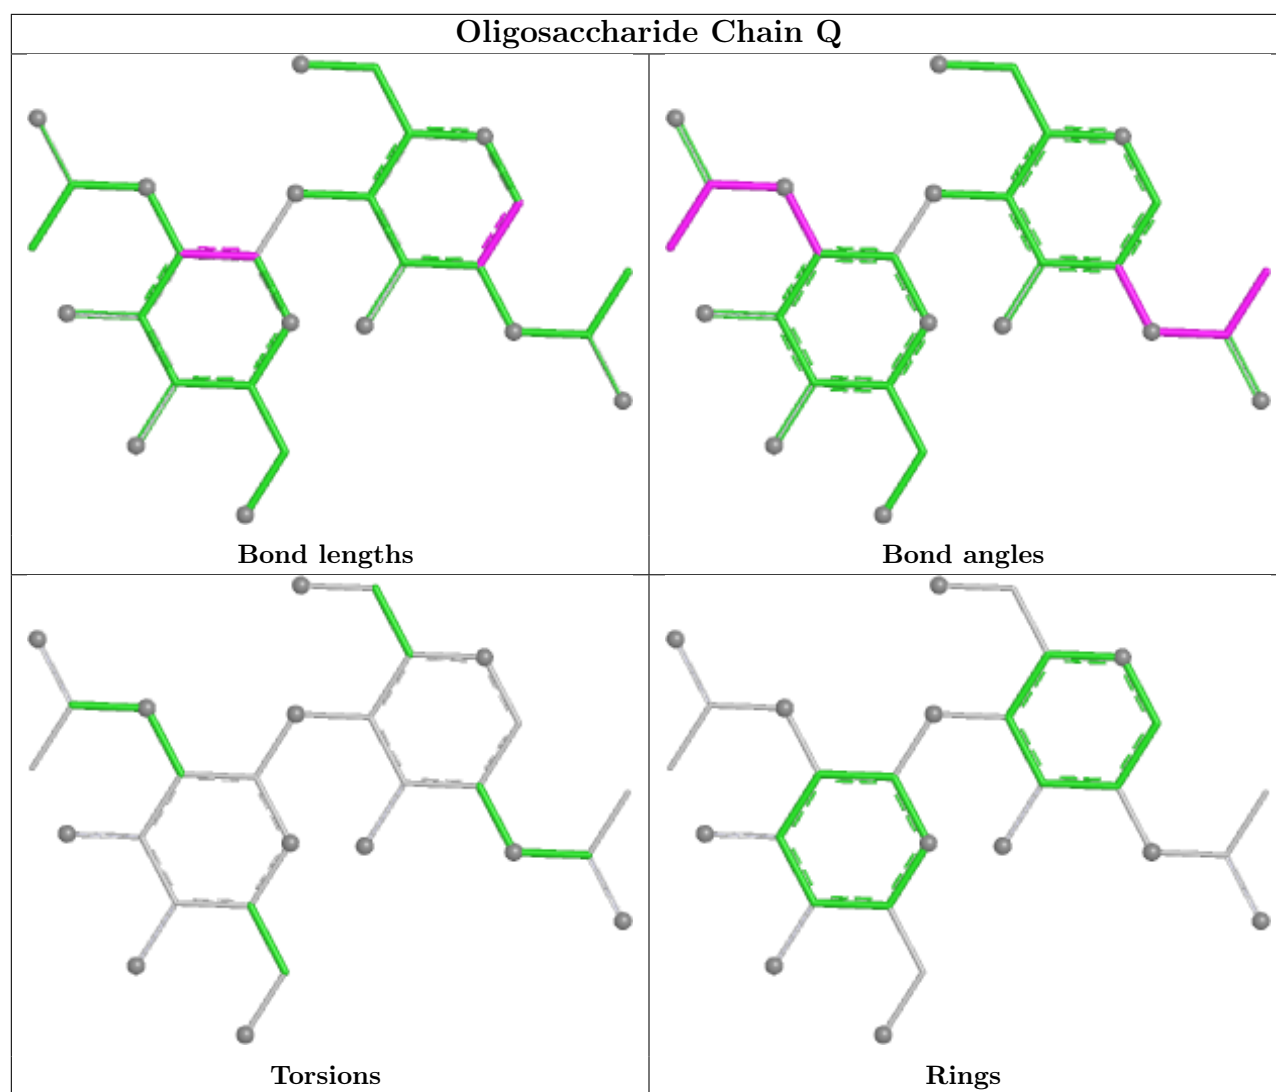 Oligosaccharide Chain Q
Bond lengths
Bond angles
Torsions
Rings